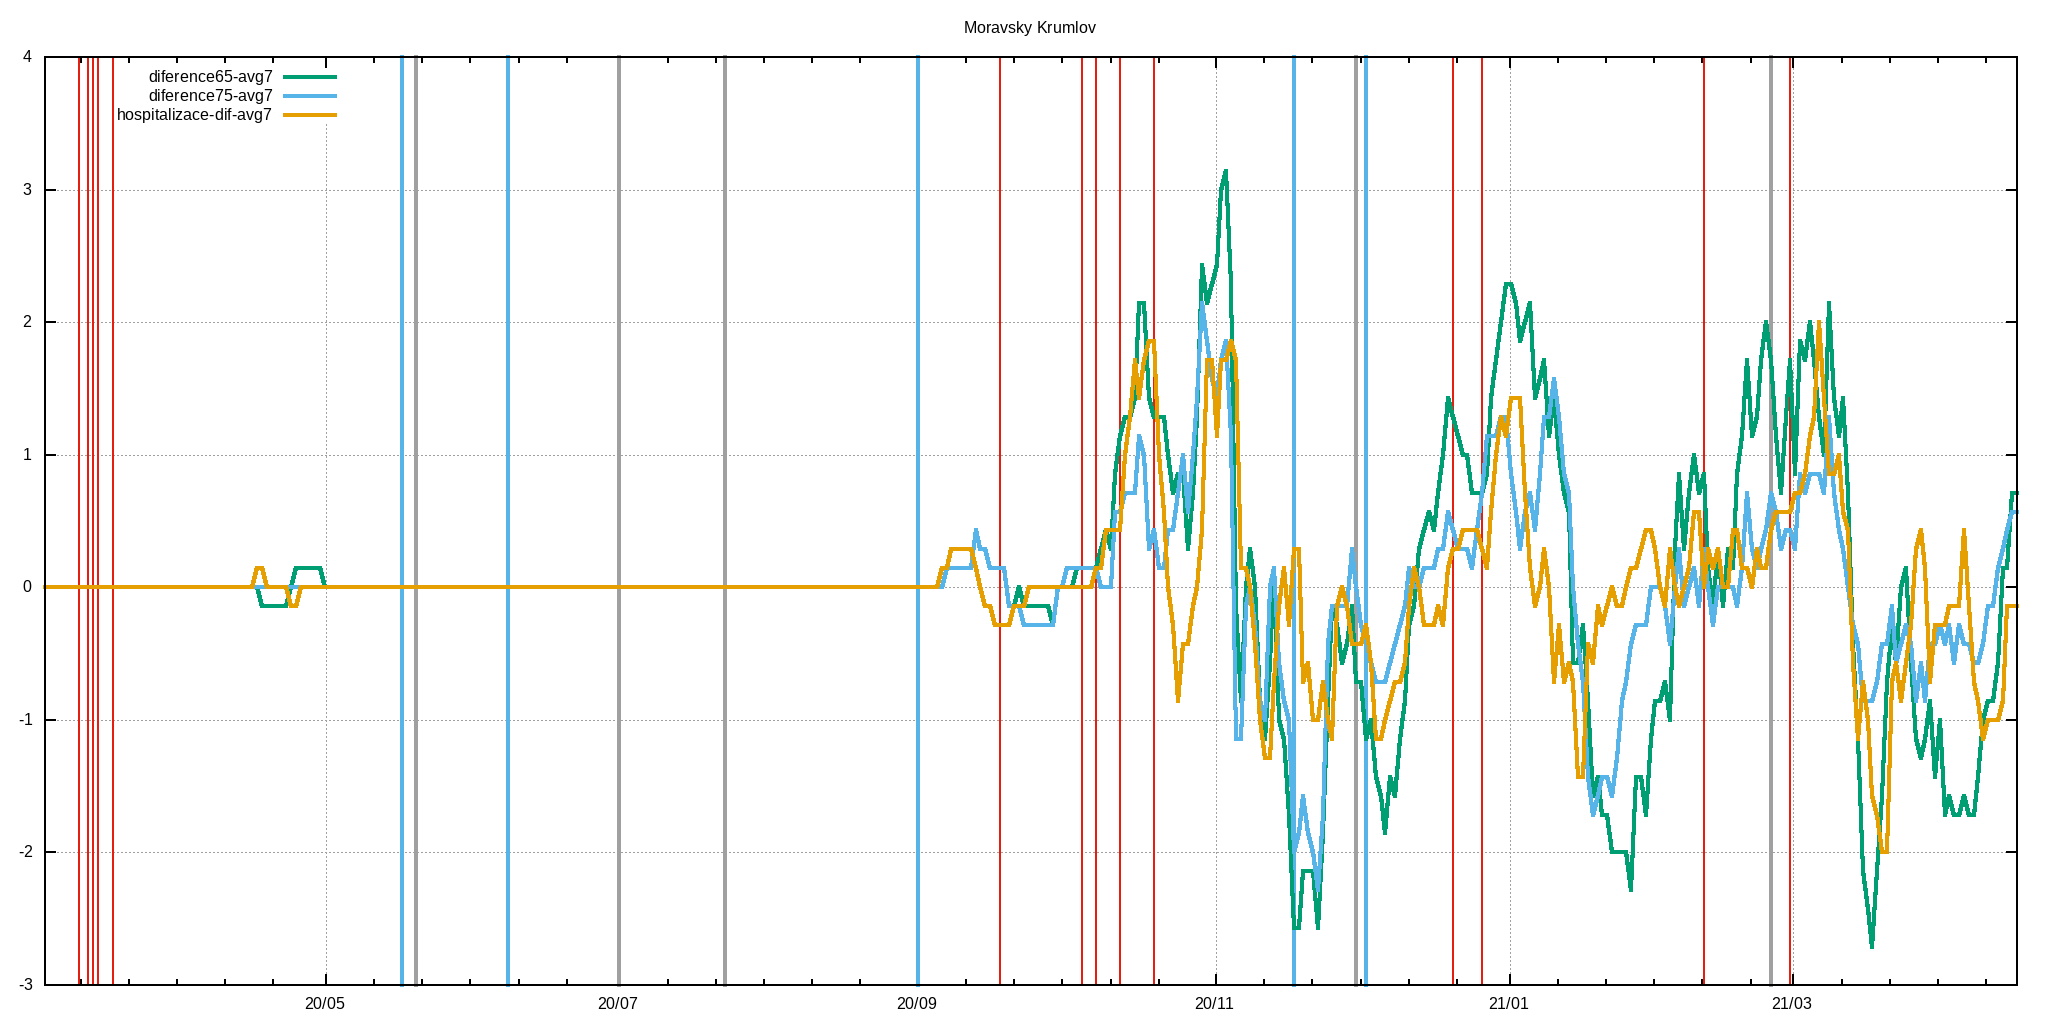 Moravsky Krumlov
diference65-avg7
diference75-avg7
hospitalizace-dif-avg7
4
3
2
1
0
-1
-2
-3
20/05 20/07 20/09 20/11 21/01 21/03